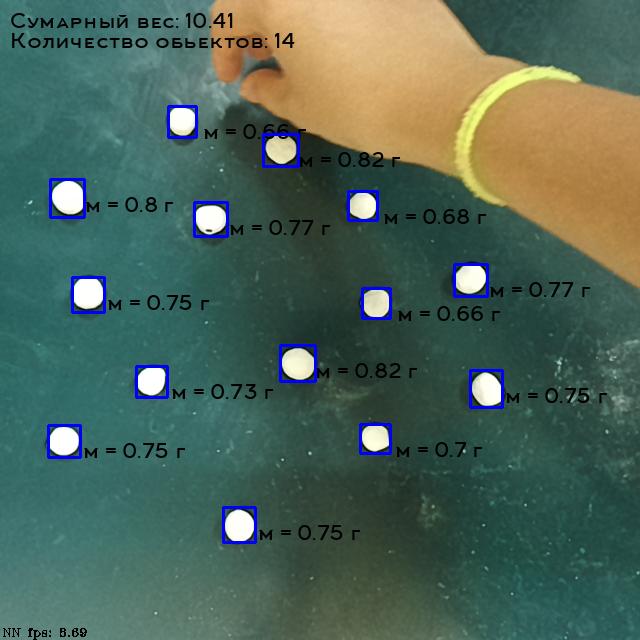 Сумарный вес: 10.41
Количество обьектов: 14
м = 0.66 г
м = 0.82 г
м = 0.8 г
м = 0.68 г
м = 0.77 г
м = 0.77 г
м = 0.75 г
м = 0.66 г
м = 0.82 г
м = 0.73 г
м = 0.75 г
м = 0.75 г
м = 0.7 г
м = 0.75 г
NN fps: 8.69